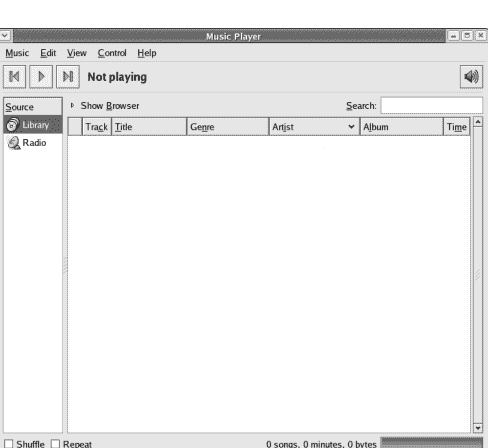 Music Player
Music Edit View Control Help
Not playing
Source
Show Browser
Search:
Library
Track Title Genre Artist Album Time
Radio
Shuffle Repeat
0 songs, 0 minutes, 0 bytes